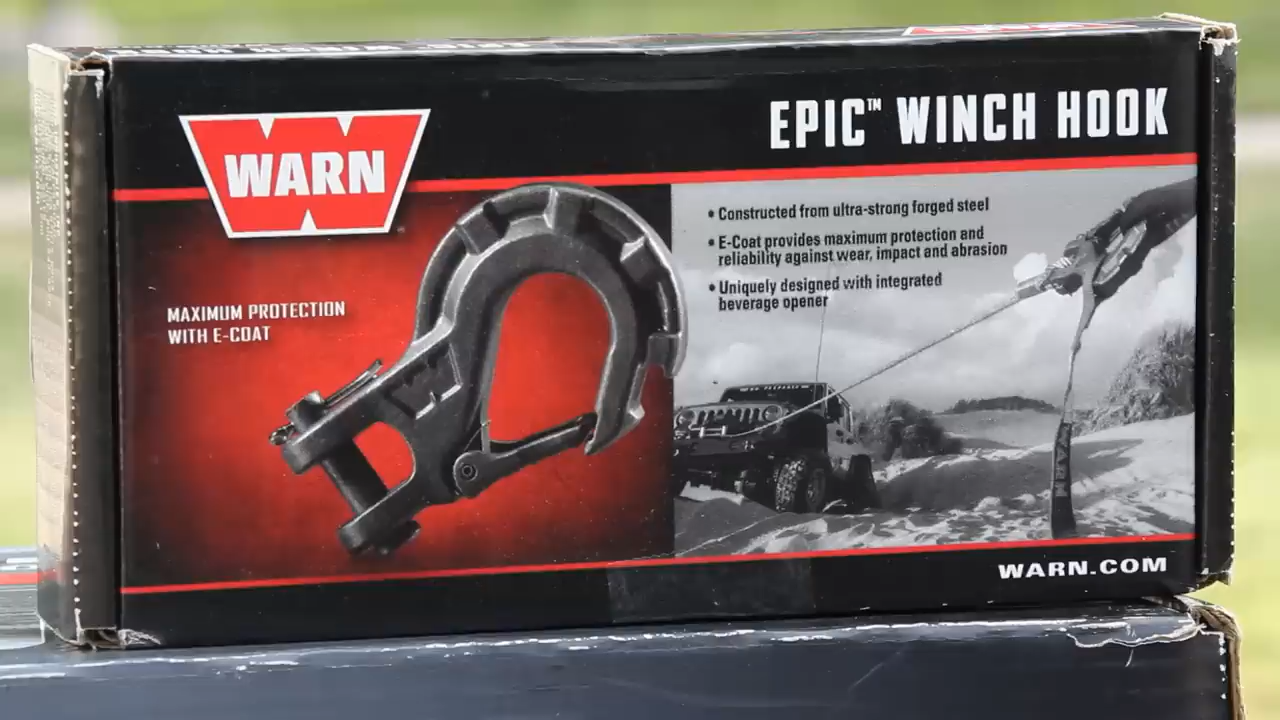 WARN
EPIC™ WINCH HOOK
• Constructed from ultra-strong forged steel
• E-Coat provides maximum protection and
reliability against wear, impact and abrasion
• Uniquely designed with integrated
beverage opener
MAXIMUM PROTECTION
WITH E-COAT
WARN.COM